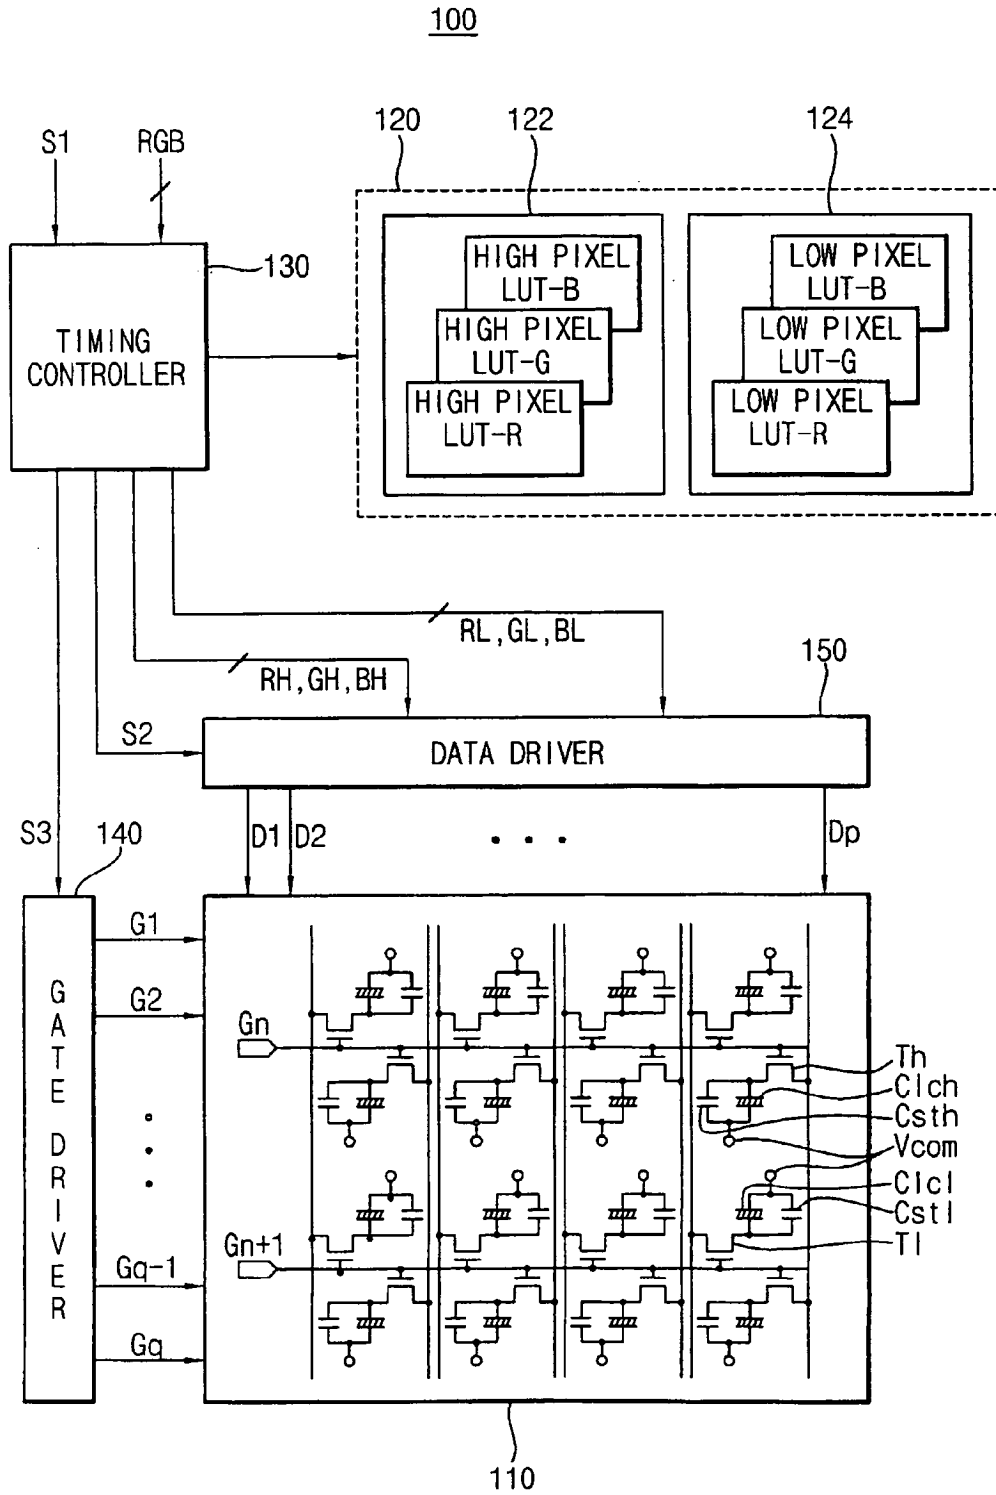 100
S1
RGB
120
122
124
130
TIMING
CONTROLLER
HIGH PIXEL
LUT-B
HIGH PIXEL
LUT-G
HIGH PIXEL
LUT-R
LOW PIXEL
LUT-B
LOW PIXEL
LUT-G
LOW PIXEL
LUT-R
RL,GL,BL
RH,GH,BH
150
S2
DATA DRIVER
S3
140
D1
D2
Dp
GATE DRIVER
G1
G2
Gq-1
Gq
Gn
Gn+1
Th
Clch
Csth
Vcom
Clcl
Cstl
Tl
110